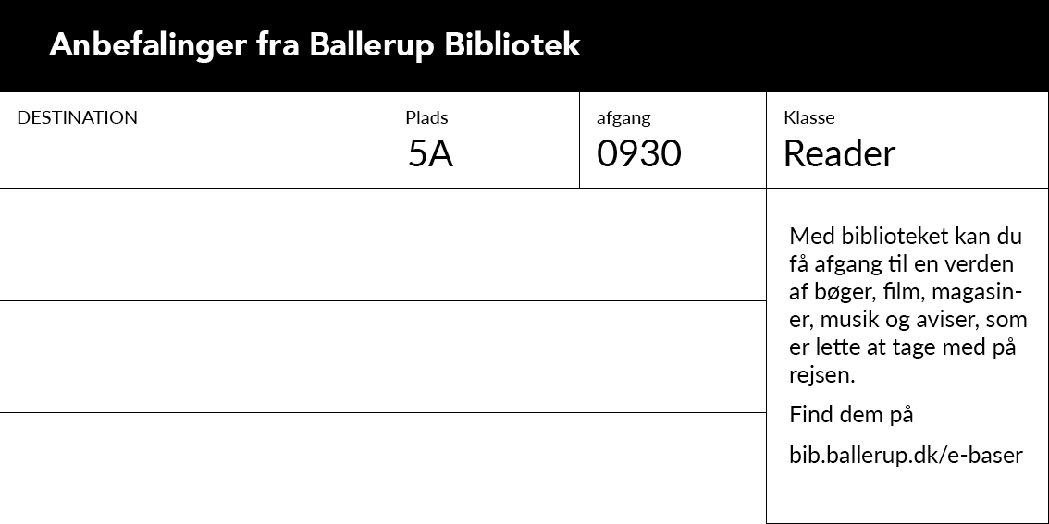 Anbefalinger fra Ballerup Bibliotek
DESTINATION
Plads
5A
afgang
0930
Klasse
Reader
Med biblioteket kan du
få afgang til en verden
af bøger, film, magasin-
er, musik og aviser, som
er lette at tage med på
rejsen.
Find dem på
bib.ballerup.dk/e-baser